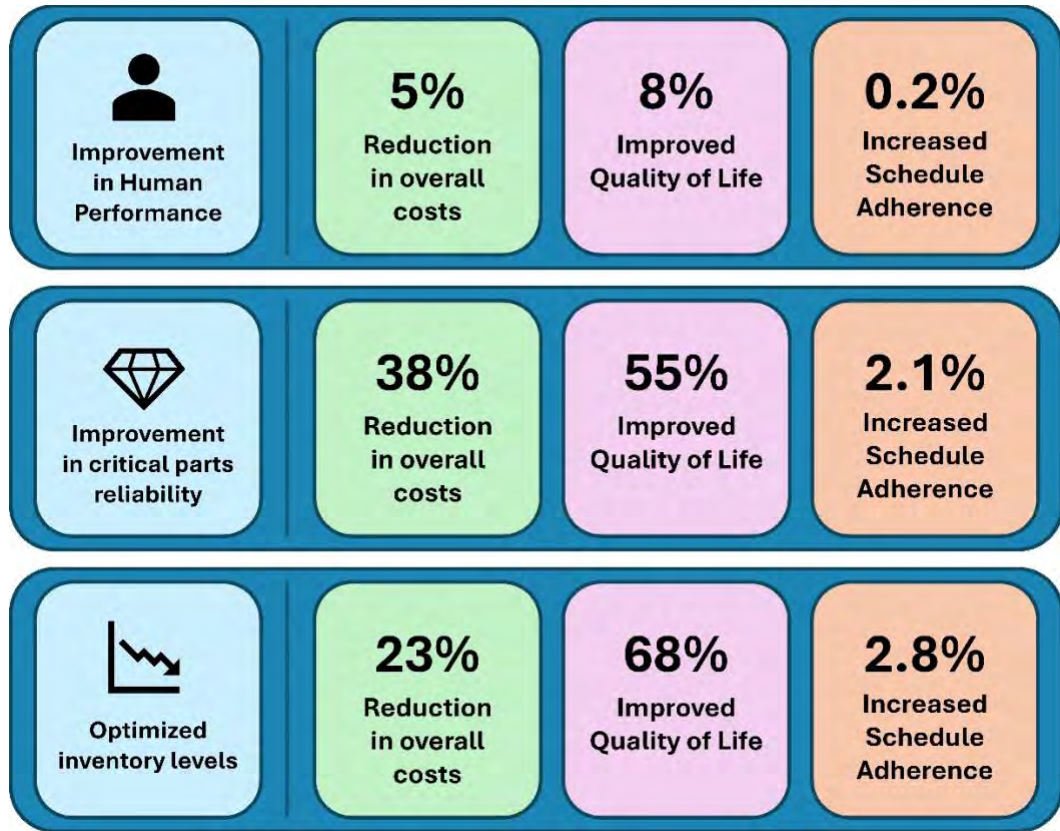 Improvement
in Human
Performance
5%
Reduction
in overall
costs
8%
Improved
Quality of Life
0.2%
Increased
Schedule
Adherence
Improvement
in critical parts
reliability
38%
Reduction
in overall
costs
55%
Improved
Quality of Life
2.1%
Increased
Schedule
Adherence
Optimized
inventory levels
23%
Reduction
in overall
costs
68%
Improved
Quality of Life
2.8%
Increased
Schedule
Adherence